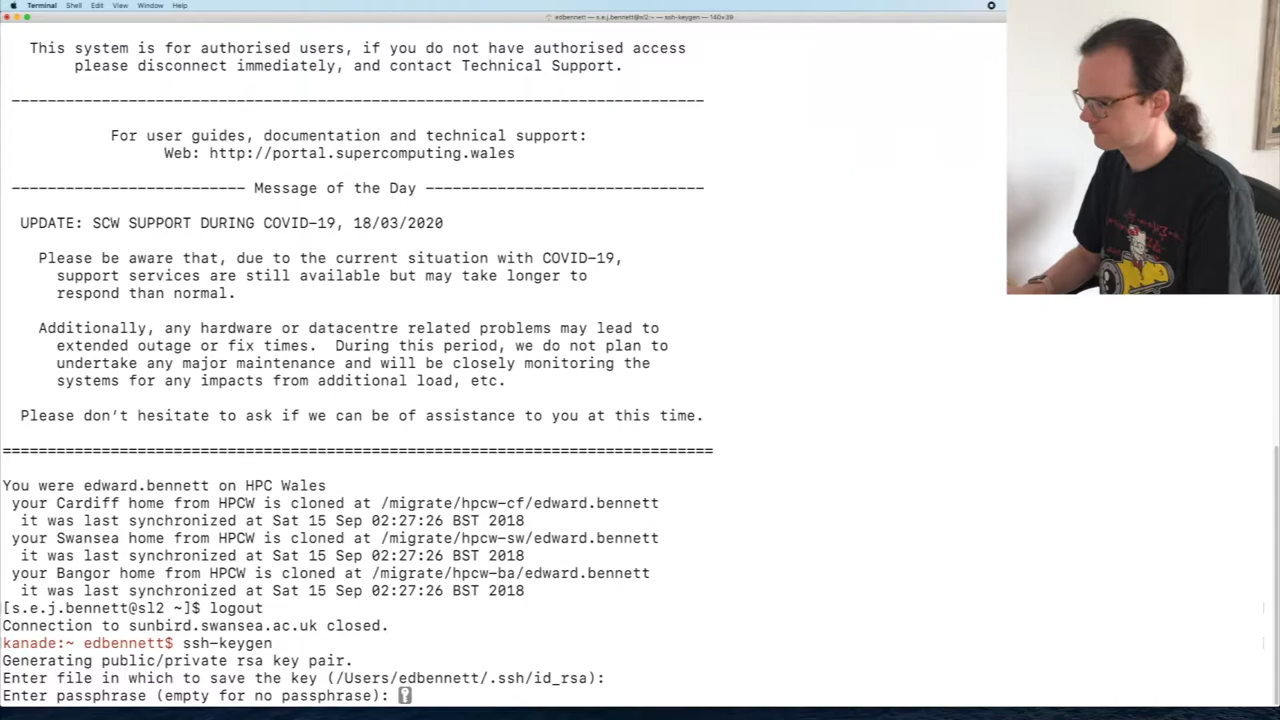 Terminal Shell Edit View Window Help
edbennett — s.e.j.bennett@sl2:~ — ssh-keygen — 140×39
This system is for authorised users, if you do not have authorised access
please disconnect immediately, and contact Technical Support.
-----------------------------------------------------------------------------
For user guides, documentation and technical support:
Web: http://portal.supercomputing.wales
-------------------------- Message of the Day -------------------------------
UPDATE: SCW SUPPORT DURING COVID-19, 18/03/2020
Please be aware that, due to the current situation with COVID-19,
support services are still available but may take longer to
respond than normal.
Additionally, any hardware or datacentre related problems may lead to
extended outage or fix times.  During this period, we do not plan to
undertake any major maintenance and will be closely monitoring the
systems for any impacts from additional load, etc.
Please don't hesitate to ask if we can be of assistance to you at this time.
===============================================================================
You were edward.bennett on HPC Wales
your Cardiff home from HPCW is cloned at /migrate/hpcw-cf/edward.bennett
it was last synchronized at Sat 15 Sep 02:27:26 BST 2018
your Swansea home from HPCW is cloned at /migrate/hpcw-sw/edward.bennett
it was last synchronized at Sat 15 Sep 02:27:26 BST 2018
your Bangor home from HPCW is cloned at /migrate/hpcw-ba/edward.bennett
it was last synchronized at Sat 15 Sep 02:27:26 BST 2018
[s.e.j.bennett@sl2 ~]$ logout
Connection to sunbird.swansea.ac.uk closed.
kanade:~ edbennett$ ssh-keygen
Generating public/private rsa key pair.
Enter file in which to save the key (/Users/edbennett/.ssh/id_rsa):
Enter passphrase (empty for no passphrase):